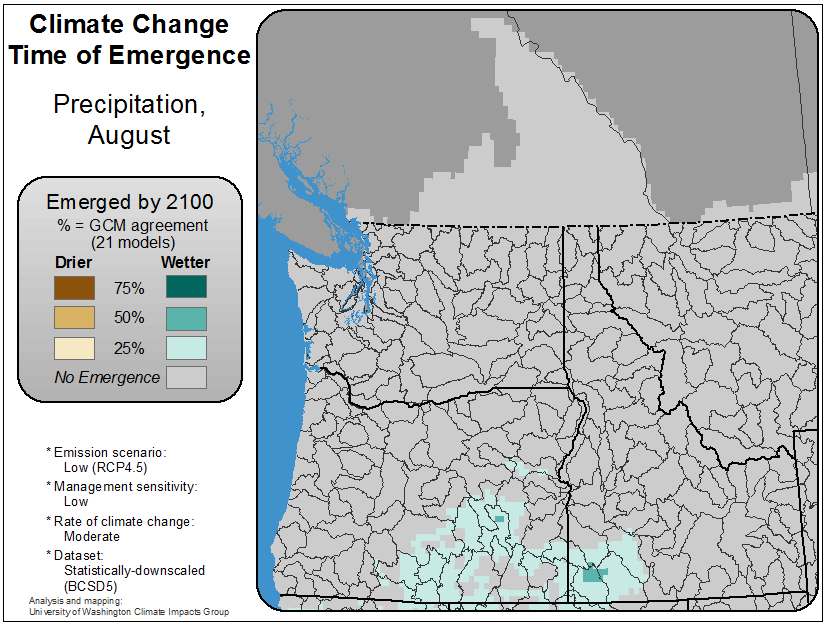 Climate Change
Time of Emergence
Precipitation,
August
Emerged by 2100
% = GCM agreement
(21 models)
Drier Wetter
75%
50%
25%
No Emergence
* Emission scenario:
Low (RCP4.5)
* Management sensitivity:
Low
* Rate of climate change:
Moderate
* Dataset:
Statistically-downscaled
(BCSD5)
Analysis and mapping:
University of Washington Climate Impacts Group